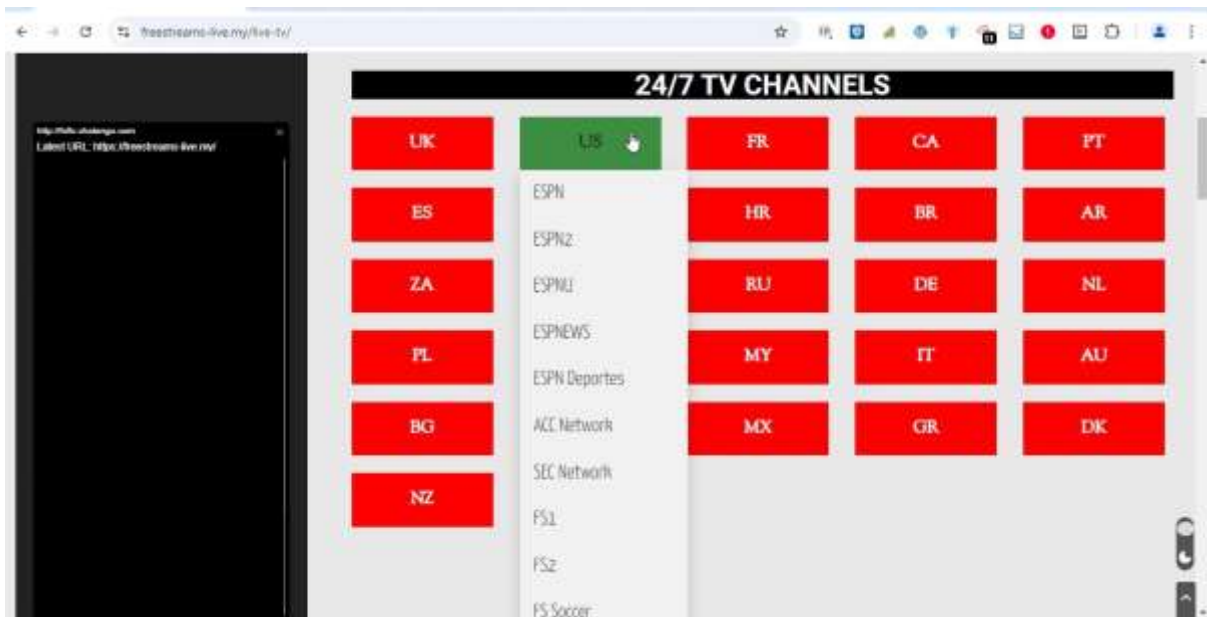 freestreams-live.my/live-tv/
24/7 TV CHANNELS
Latest URL: https://freestreams-live.my/
UK
US
FR
CA
PT
ES
HR
BR
AR
ZA
RU
DE
NL
PL
MY
IT
AU
BG
MX
GR
DK
NZ
ESPN
ESPN2
ESPNU
ESPNEWS
ESPN Deportes
ACC Network
SEC Network
FS1
FS2
FS Soccer